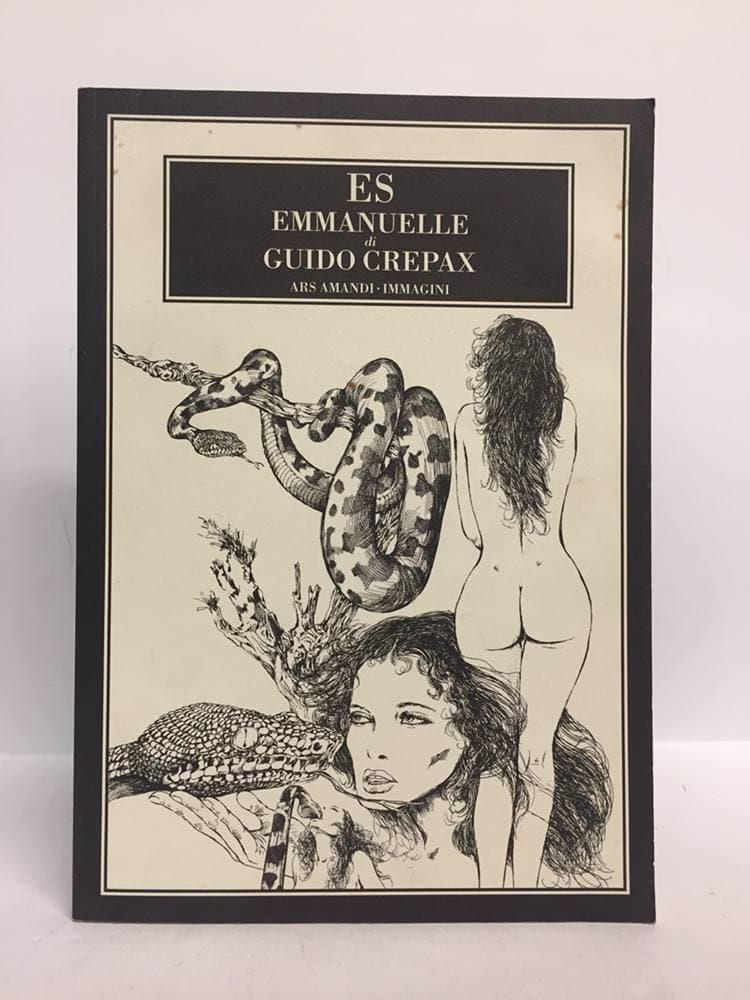 ES
EMMANUELLE
di
GUIDO CREPAX
ARS AMANDI · IMMAGINI